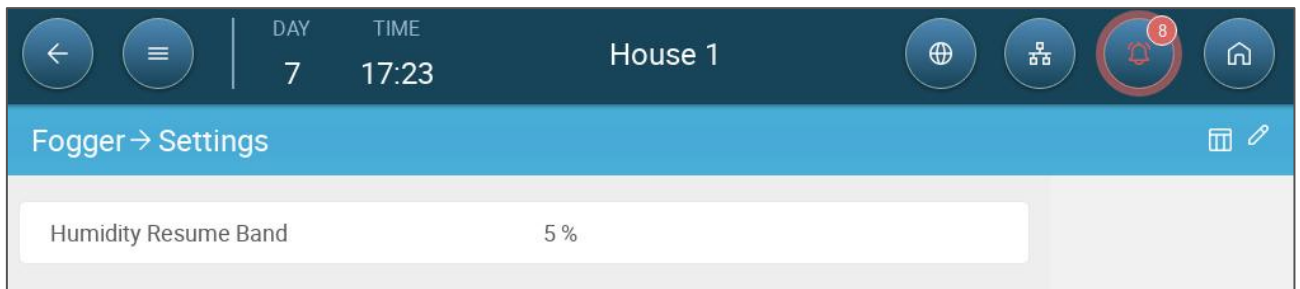 DAY TIME
7 17:23
House 1
8
Fogger → Settings
Humidity Resume Band 5 %